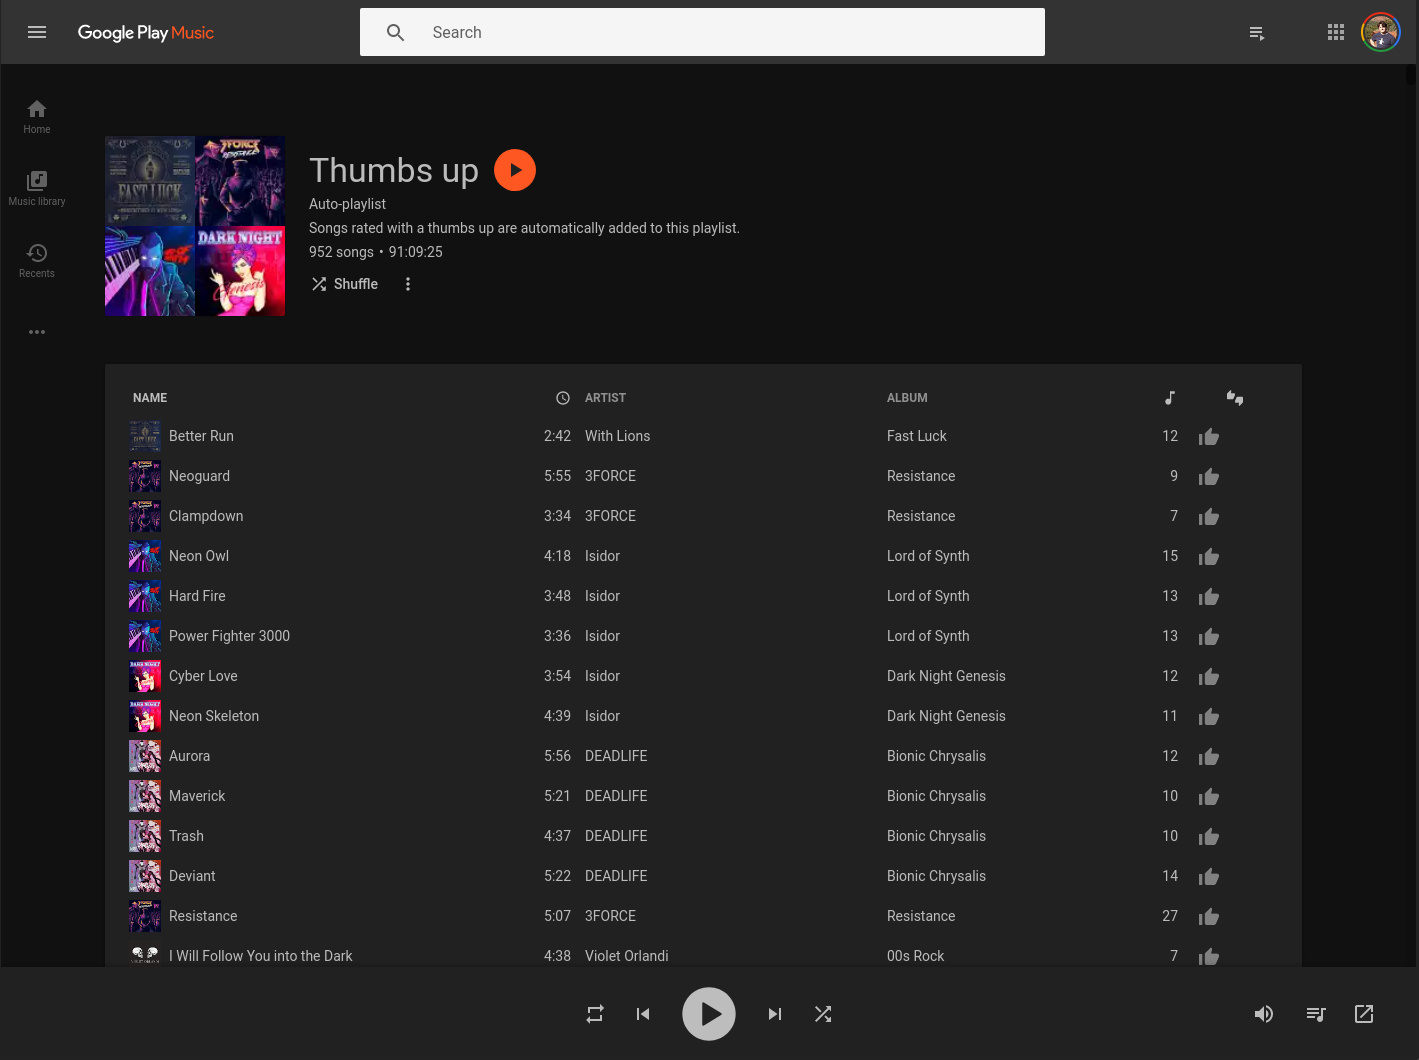 Google Play Music
Search
Home
Music library
Recents
FAST LUCK
3FORCE
RESISTANCE
DARK NIGHT
Genesis
Thumbs up
Auto-playlist
Songs rated with a thumbs up are automatically added to this playlist.
952 songs • 91:09:25
Shuffle
NAME ARTIST ALBUM
Better Run 2:42 With Lions Fast Luck 12
Neoguard 5:55 3FORCE Resistance 9
Clampdown 3:34 3FORCE Resistance 7
Neon Owl 4:18 Isidor Lord of Synth 15
Hard Fire 3:48 Isidor Lord of Synth 13
Power Fighter 3000 3:36 Isidor Lord of Synth 13
Cyber Love 3:54 Isidor Dark Night Genesis 12
Neon Skeleton 4:39 Isidor Dark Night Genesis 11
Aurora 5:56 DEADLIFE Bionic Chrysalis 12
Maverick 5:21 DEADLIFE Bionic Chrysalis 10
Trash 4:37 DEADLIFE Bionic Chrysalis 10
Deviant 5:22 DEADLIFE Bionic Chrysalis 14
Resistance 5:07 3FORCE Resistance 27
I Will Follow You into the Dark 4:38 Violet Orlandi 00s Rock 7